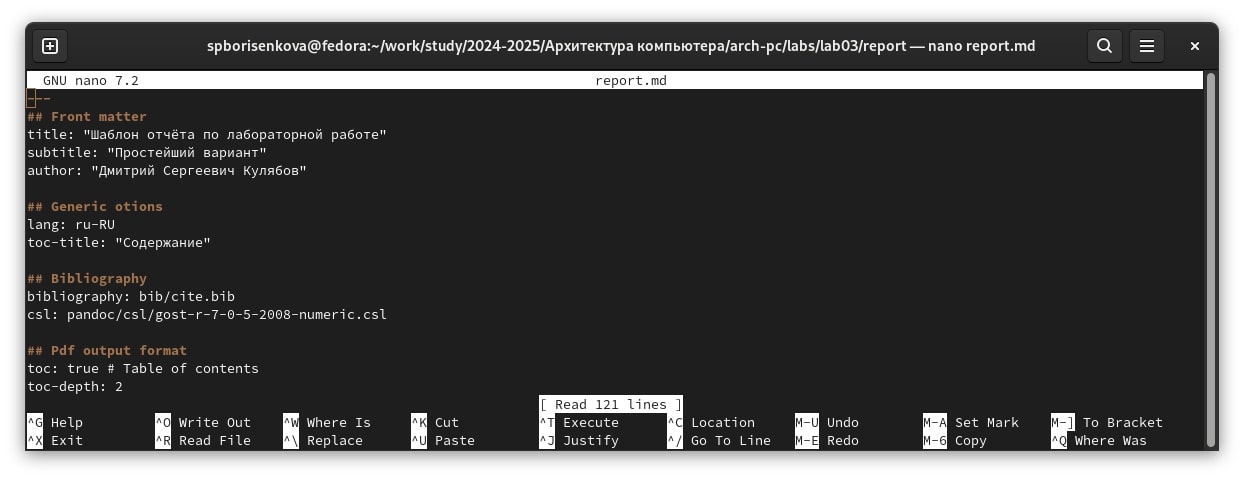 spborisenkova@fedora:~/work/study/2024-2025/Архитектура компьютера/arch-pc/labs/lab03/report — nano report.md
GNU nano 7.2 report.md
---
## Front matter
title: "Шаблон отчёта по лабораторной работе"
subtitle: "Простейший вариант"
author: "Дмитрий Сергеевич Кулябов"
## Generic otions
lang: ru-RU
toc-title: "Содержание"
## Bibliography
bibliography: bib/cite.bib
csl: pandoc/csl/gost-r-7-0-5-2008-numeric.csl
## Pdf output format
toc: true # Table of contents
toc-depth: 2
[ Read 121 lines ]
^G Help ^O Write Out ^W Where Is ^K Cut ^T Execute ^C Location M-U Undo M-A Set Mark M-] To Bracket
^X Exit ^R Read File ^\ Replace ^U Paste ^J Justify ^/ Go To Line M-E Redo M-6 Copy ^Q Where Was